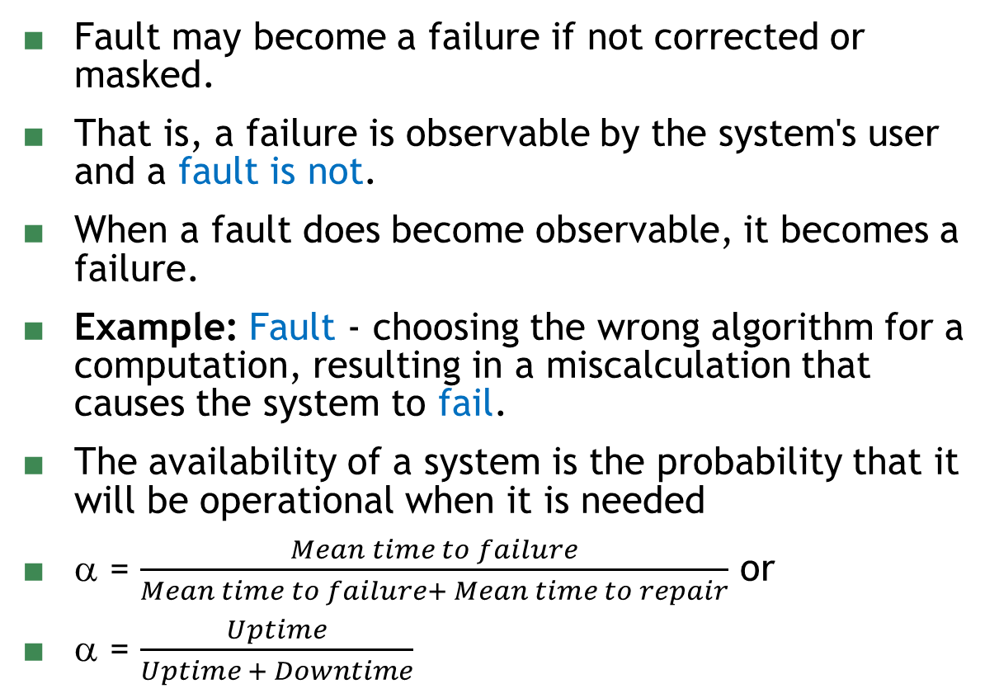 Fault may become a failure if not corrected or
masked.
That is, a failure is observable by the system's user
and a fault is not.
When a fault does become observable, it becomes a
failure.
Example: Fault - choosing the wrong algorithm for a
computation, resulting in a miscalculation that
causes the system to fail.
The availability of a system is the probability that it
will be operational when it is needed
α = Mean time to failure / Mean time to failure+ Mean time to repair or
α = Uptime / Uptime + Downtime